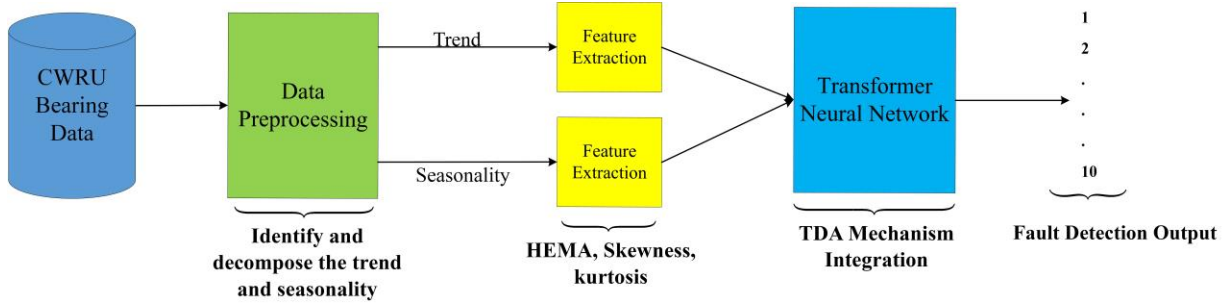 CWRU
Bearing
Data
Data
Preprocessing
Identify and
decompose the trend
and seasonality
Trend
Seasonality
Feature
Extraction
Feature
Extraction
HEMA, Skewness,
kurtosis
Transformer
Neural Network
TDA Mechanism
Integration
1
2
.
.
.
10
Fault Detection Output